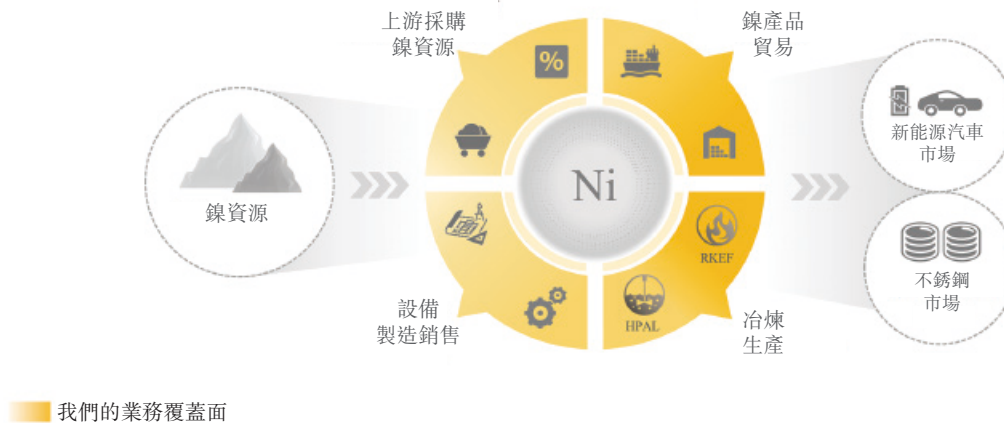 上游採購
鎳資源
鎳產品
貿易
%
新能源汽車
市場
Ni
鎳資源
RKEF
不銹鋼
市場
HPAL
設備
製造銷售
冶煉
生產
我們的業務覆蓋面